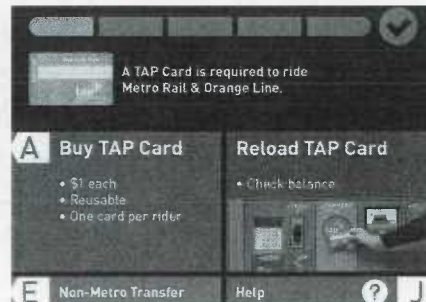 A TAP Card is required to ride
Metro Rail & Orange Line.
A
Buy TAP Card
• $1 each
• Reusable
• One card per rider
Reload TAP Card
• Check balance
E
Non-Metro Transfer
Help
?
J